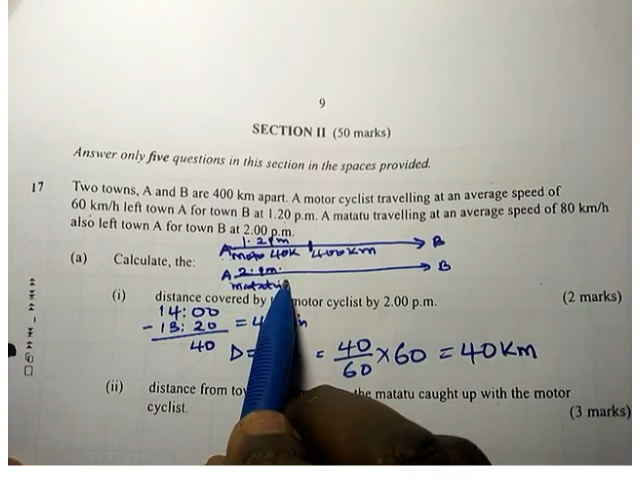 9
SECTION II (50 marks)
Answer only five questions in this section in the spaces provided.
17 Two towns, A and B are 400 km apart. A motor cyclist travelling at an average speed of
60 km/h left town A for town B at 1.20 p.m. A matatu travelling at an average speed of 80 km/h
also left town A for town B at 2.00 p.m.
1.20pm
A B
moto 40k 400km
(a) Calculate, the:
A 2.pm. B
matatu
(i) distance covered by motor cyclist by 2.00 p.m. (2 marks)
14:00
- 13:20 = 4
40 D= = 40/60 x 60 = 40Km
(ii) distance from the matatu caught up with the motor
cyclist. (3 marks)